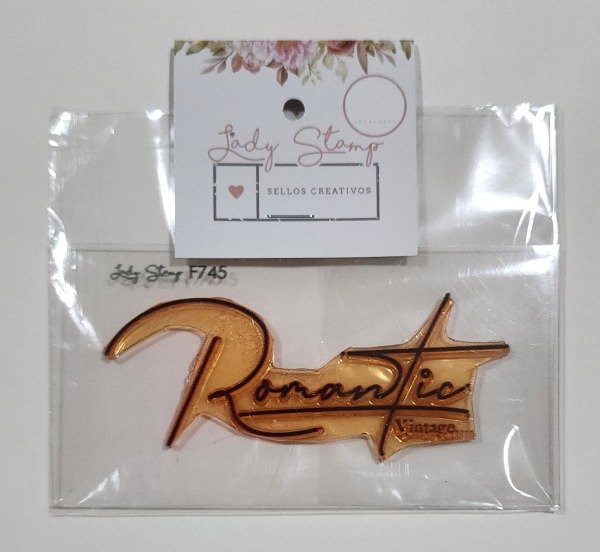 Lady Stamp
SELLOS CREATIVOS
Lady Stamp F745
Romantic
Vintage